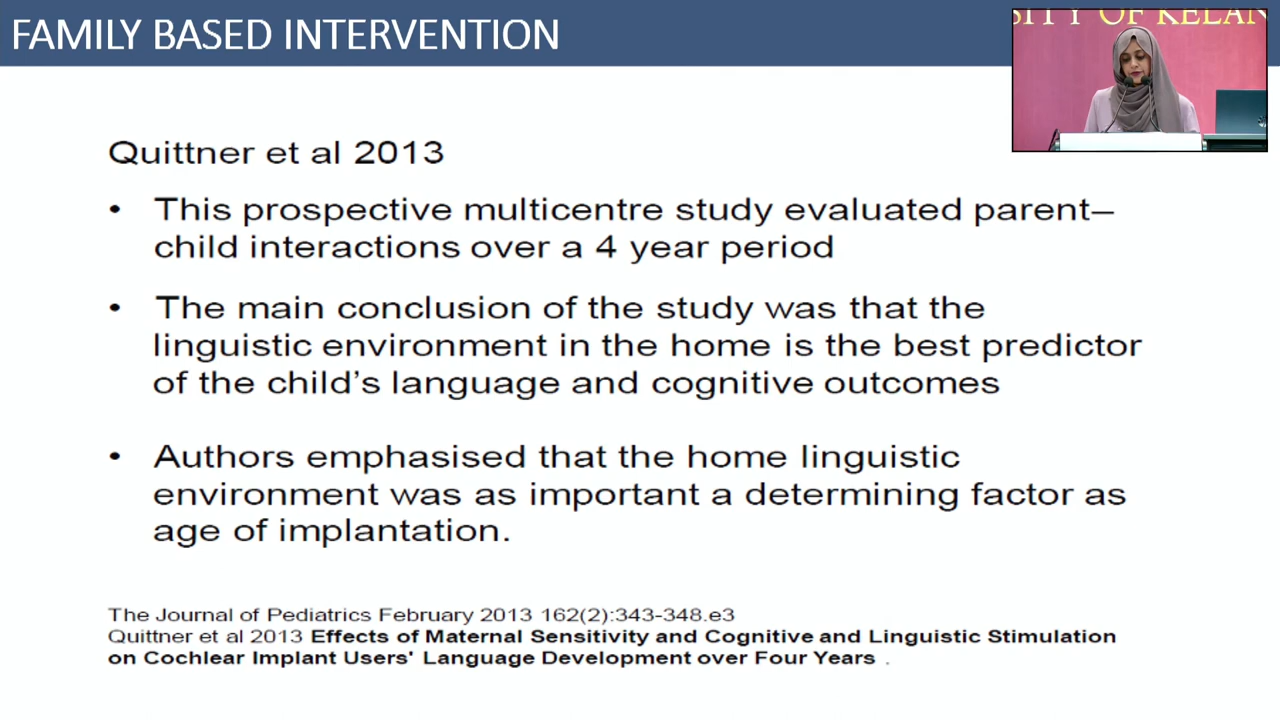 FAMILY BASED INTERVENTION
SITY OF KELAN
Quittner et al 2013
• This prospective multicentre study evaluated parent–
child interactions over a 4 year period
• The main conclusion of the study was that the
linguistic environment in the home is the best predictor
of the child’s language and cognitive outcomes
• Authors emphasised that the home linguistic
environment was as important a determining factor as
age of implantation.
The Journal of Pediatrics February 2013 162(2):343-348.e3
Quittner et al 2013 Effects of Maternal Sensitivity and Cognitive and Linguistic Stimulation
on Cochlear Implant Users' Language Development over Four Years .